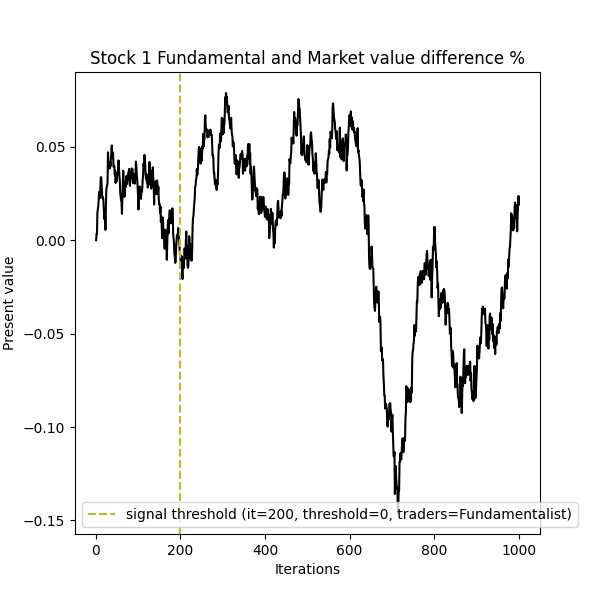 Stock 1 Fundamental and Market value difference %
Present value
0.05
0.00
−0.05
−0.10
−0.15
signal threshold (it=200, threshold=0, traders=Fundamentalist)
0 200 400 600 800 1000
Iterations